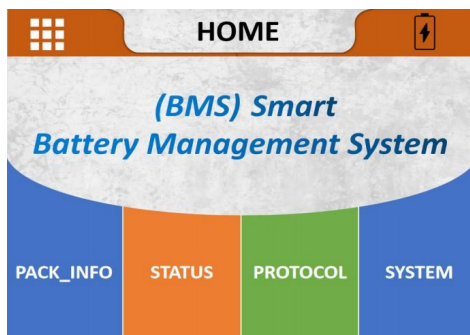 HOME
(BMS) Smart
Battery Management System
PACK_INFO STATUS PROTOCOL SYSTEM